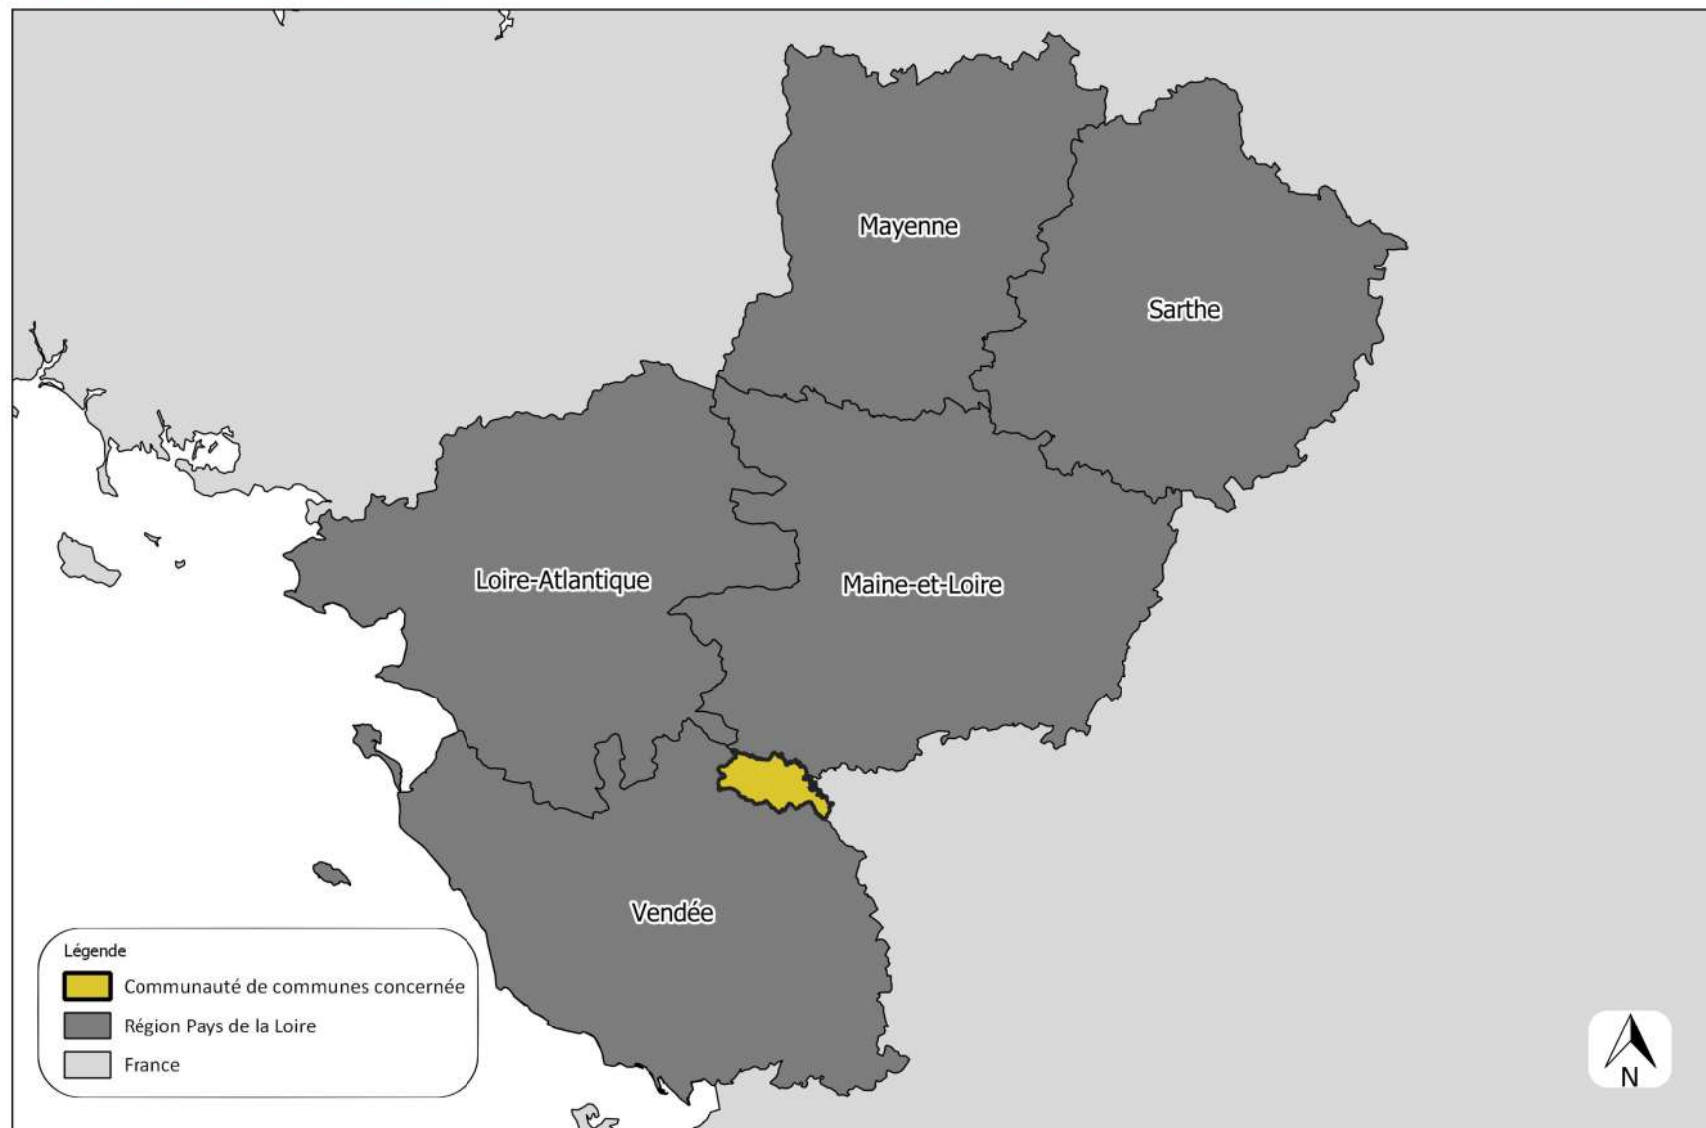 Mayenne
Sarthe
Loire-Atlantique
Maine-et-Loire
Vendée
Légende
Communauté de communes concernée
Région Pays de la Loire
France
N